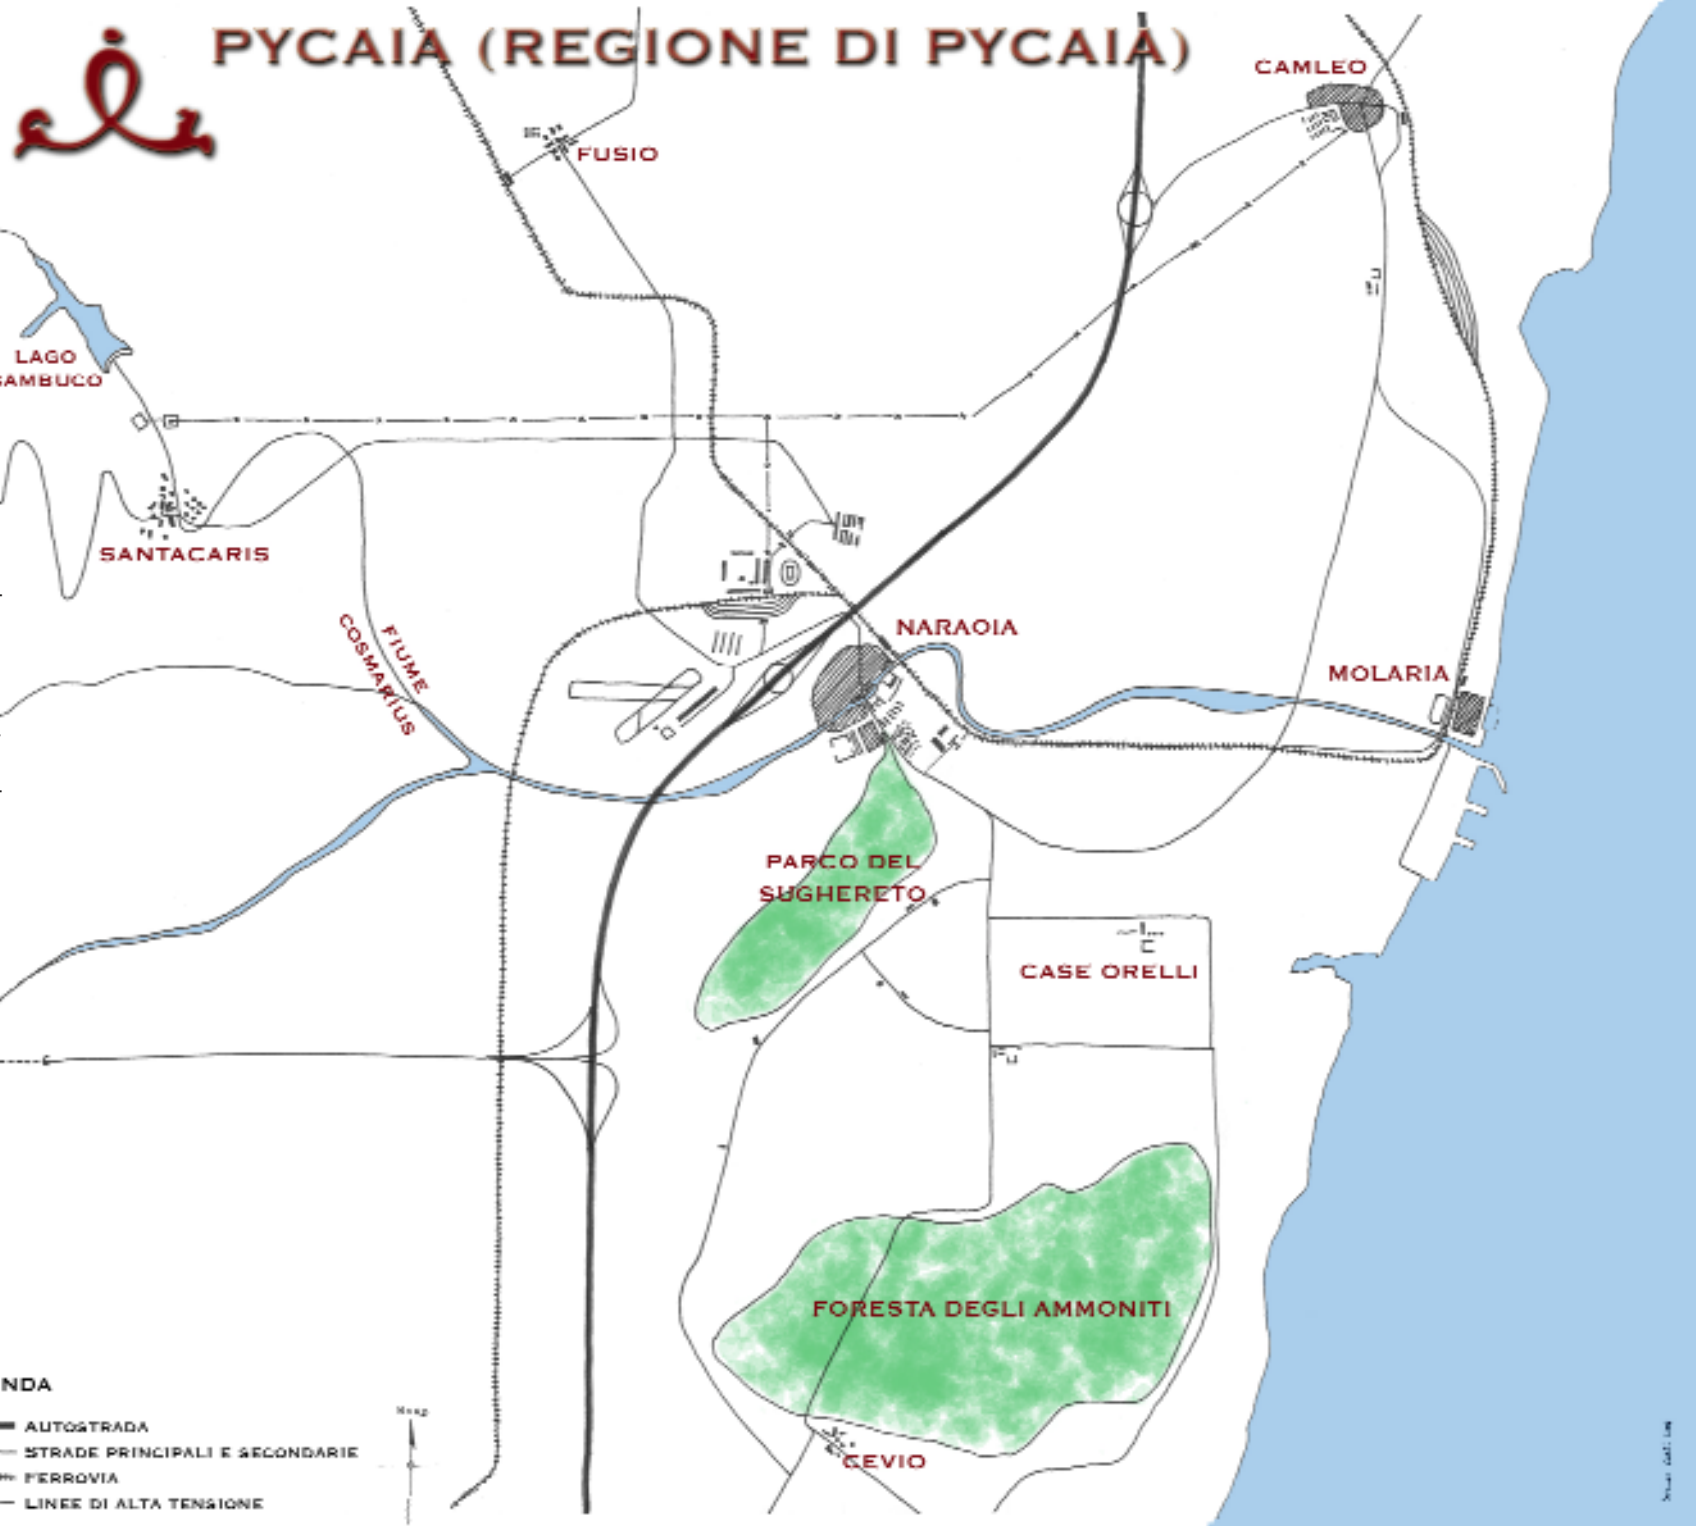 PYCAIA (REGIONE DI PYCAIA)
CAMLEO
FUSIO
LAGO
SAMBUCO
SANTACARIS
NARAOIA
FIUME
COSMARIUS
MOLARIA
PARCO DEL
SUGHERETO
CASE ORELLI
FORESTA DEGLI AMMONITI
CEVIO
NDA
AUTOSTRADA
STRADE PRINCIPALI E SECONDARIE
FERROVIA
LINEE DI ALTA TENSIONE